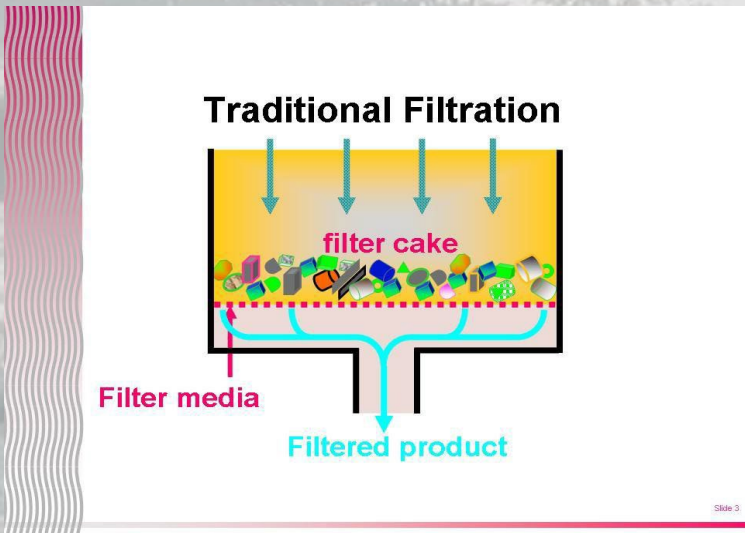 Traditional Filtration
filter cake
Filter media
Filtered product
Slide 3